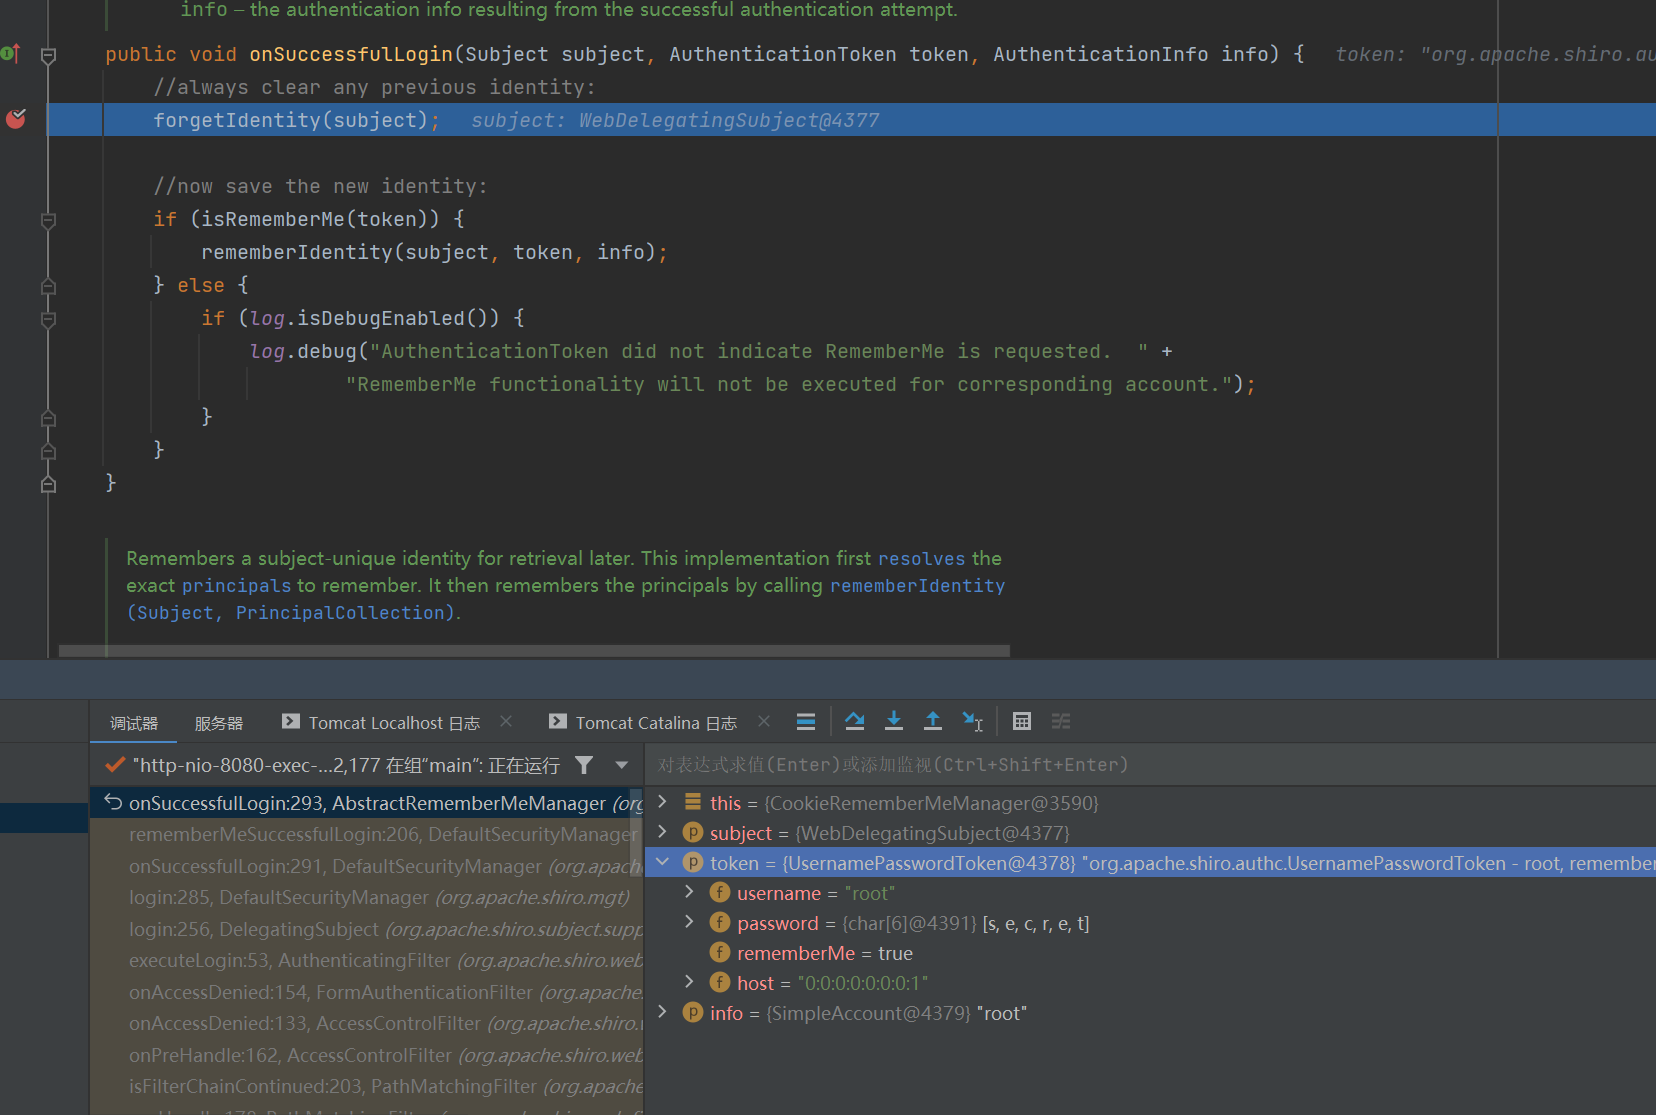 info – the authentication info resulting from the successful authentication attempt.
public void onSuccessfulLogin(Subject subject, AuthenticationToken token, AuthenticationInfo info) {   token: "org.apache.shiro.au
//always clear any previous identity:
forgetIdentity(subject);   subject: WebDelegatingSubject@4377
//now save the new identity:
if (isRememberMe(token)) {
rememberIdentity(subject, token, info);
} else {
if (log.isDebugEnabled()) {
log.debug("AuthenticationToken did not indicate RememberMe is requested.  " +
"RememberMe functionality will not be executed for corresponding account.");
}
}
}
Remembers a subject-unique identity for retrieval later. This implementation first resolves the
exact principals to remember. It then remembers the principals by calling rememberIdentity
(Subject, PrincipalCollection).
调试器 服务器 Tomcat Localhost 日志 Tomcat Catalina 日志
"http-nio-8080-exec-...2,177 在组“main”: 正在运行
对表达式求值(Enter)或添加监视(Ctrl+Shift+Enter)
onSuccessfulLogin:293, AbstractRememberMeManager (org
rememberMeSuccessfulLogin:206, DefaultSecurityManager
onSuccessfulLogin:291, DefaultSecurityManager (org.apach
login:285, DefaultSecurityManager (org.apache.shiro.mgt)
login:256, DelegatingSubject (org.apache.shiro.subject.supp
executeLogin:53, AuthenticatingFilter (org.apache.shiro.web
onAccessDenied:154, FormAuthenticationFilter (org.apache.
onAccessDenied:133, AccessControlFilter (org.apache.shiro.
onPreHandle:162, AccessControlFilter (org.apache.shiro.web
isFilterChainContinued:203, PathMatchingFilter (org.apache
this = {CookieRememberMeManager@3590}
subject = {WebDelegatingSubject@4377}
token = {UsernamePasswordToken@4378} "org.apache.shiro.authc.UsernamePasswordToken - root, remember
username = "root"
password = {char[6]@4391} [s, e, c, r, e, t]
rememberMe = true
host = "0:0:0:0:0:0:0:1"
info = {SimpleAccount@4379} "root"